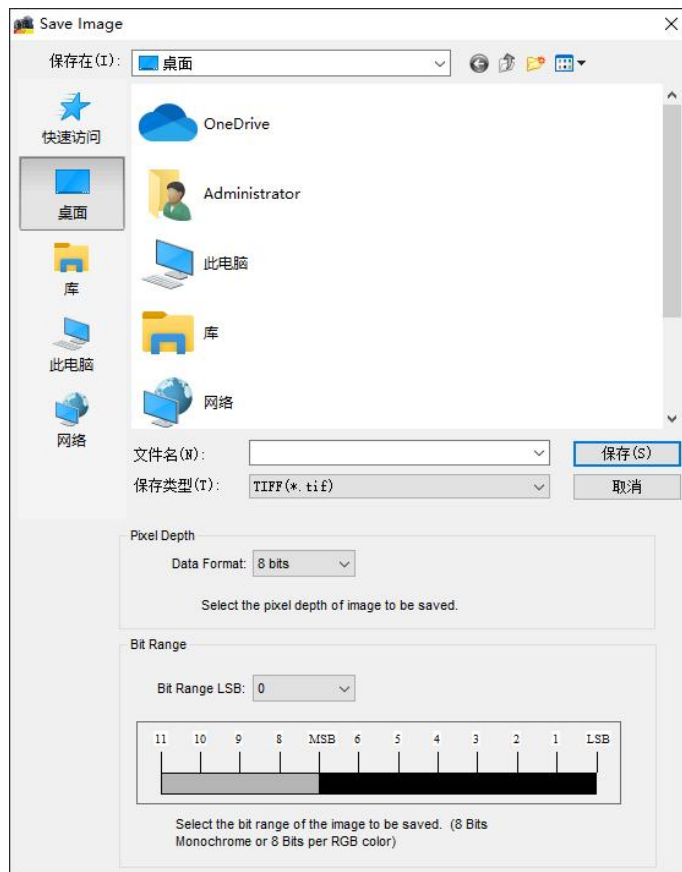 Save Image
保存在(I): 桌面
快速访问
桌面
库
此电脑
网络
OneDrive
Administrator
此电脑
库
网络
文件名(N): 保存(S)
保存类型(T): TIFF(*.tif) 取消
Pixel Depth
Data Format: 8 bits
Select the pixel depth of image to be saved.
Bit Range
Bit Range LSB: 0
11 10 9 8 MSB 6 5 4 3 2 1 LSB
Select the bit range of the image to be saved. (8 Bits
Monochrome or 8 Bits per RGB color)